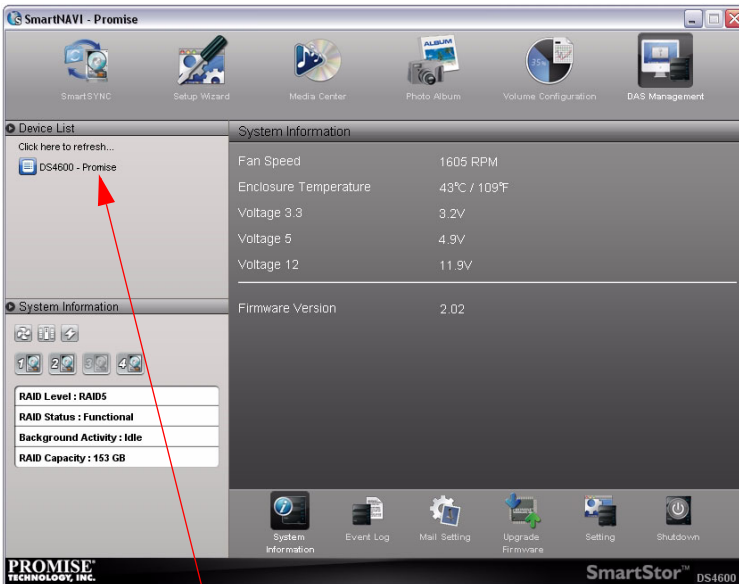 SmartNAVI - Promise
SmartSYNC
Setup Wizard
Media Center
ALBUM
Photo Album
35%
Volume Configuration
DAS Management
Device List
Click here to refresh...
DS4600 - Promise
System Information
Fan Speed 1605 RPM
Enclosure Temperature 43°C / 109°F
Voltage 3.3 3.2V
Voltage 5 4.9V
Voltage 12 11.9V
Firmware Version 2.02
System Information
1 2 3 4
RAID Level : RAID5
RAID Status : Functional
Background Activity : Idle
RAID Capacity : 153 GB
System Information
Event Log
Mail Setting
Upgrade Firmware
Setting
Shutdown
PROMISE®
TECHNOLOGY, INC.
SmartStor™ DS4600